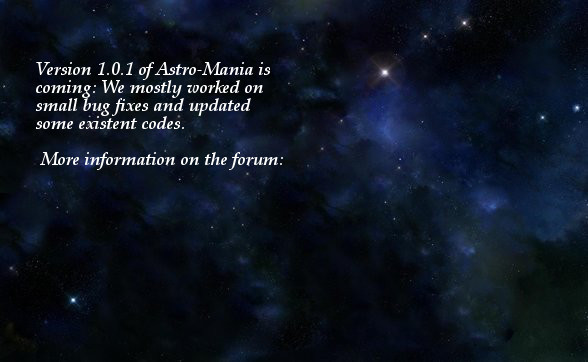 Version 1.0.1 of Astro-Mania is
coming: We mostly worked on
small bug fixes and updated
some existent codes.
More information on the forum: